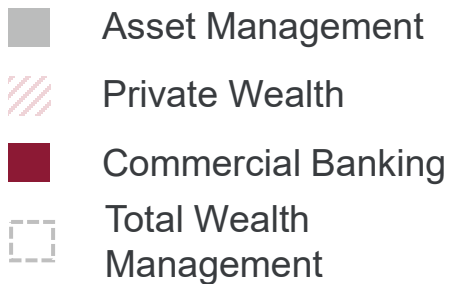 Asset Management
Private Wealth
Commercial Banking
Total Wealth
Management